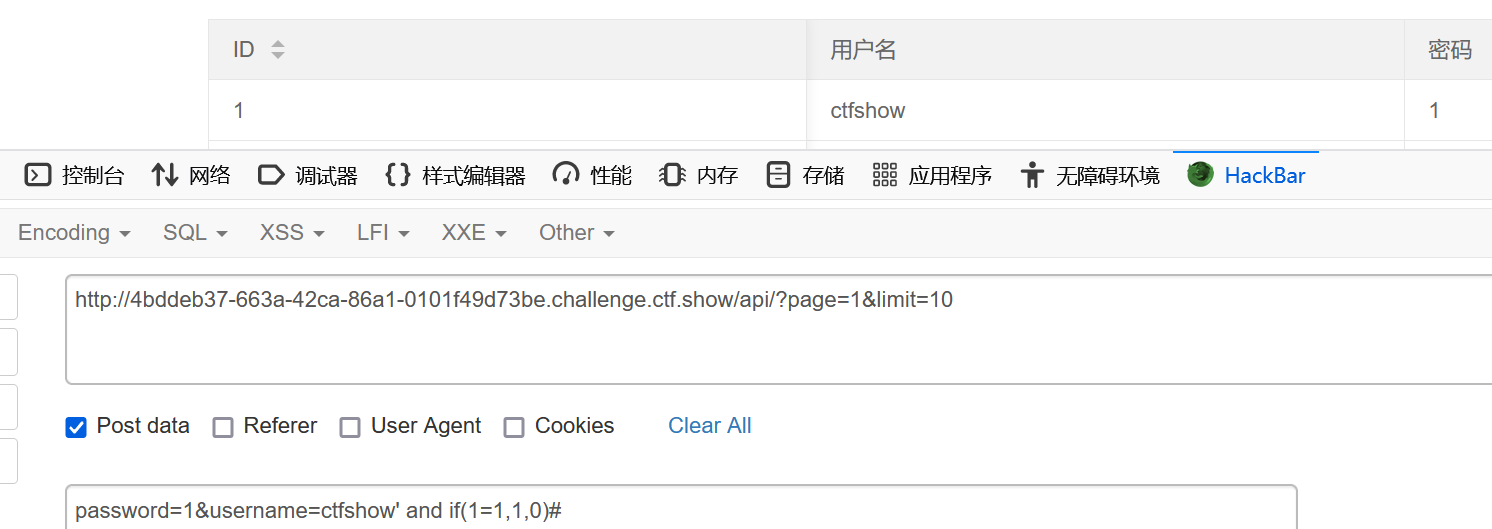 ID 用户名 密码
1 ctfshow 1
控制台 网络 调试器 样式编辑器 性能 内存 存储 应用程序 无障碍环境 HackBar
Encoding SQL XSS LFI XXE Other
http://4bddeb37-663a-42ca-86a1-0101f49d73be.challenge.ctf.show/api/?page=1&limit=10
Post data Referer User Agent Cookies Clear All
password=1&username=ctfshow' and if(1=1,1,0)#